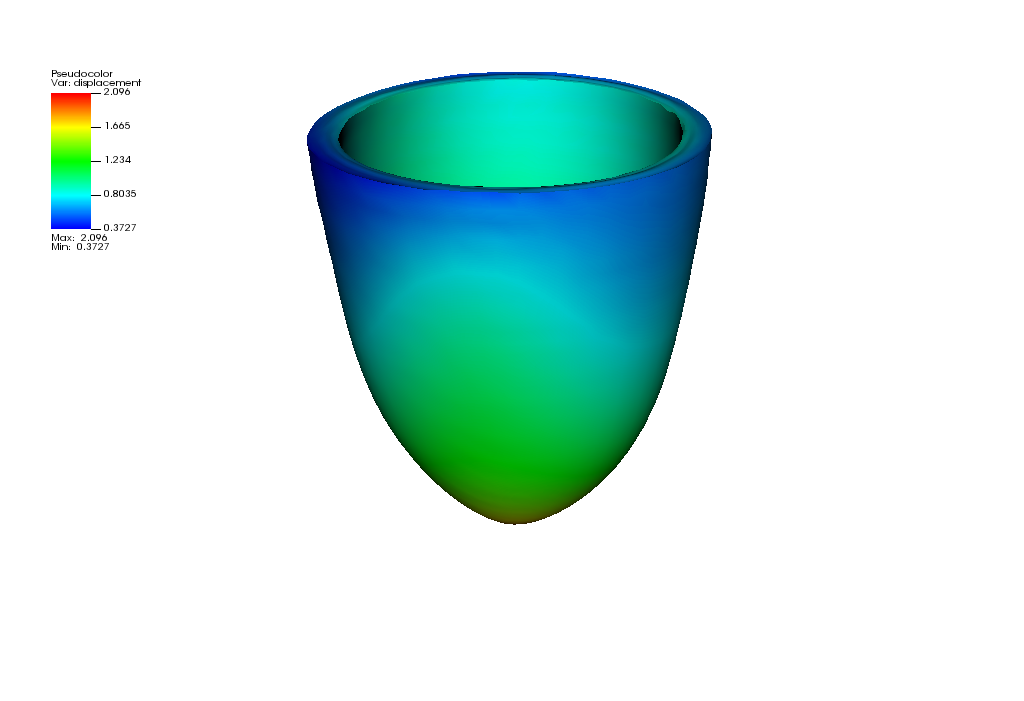 Pseudocolor
Var: displacement
2.096
1.665
1.234
0.8035
0.3727
Max: 2.096
Min: 0.3727